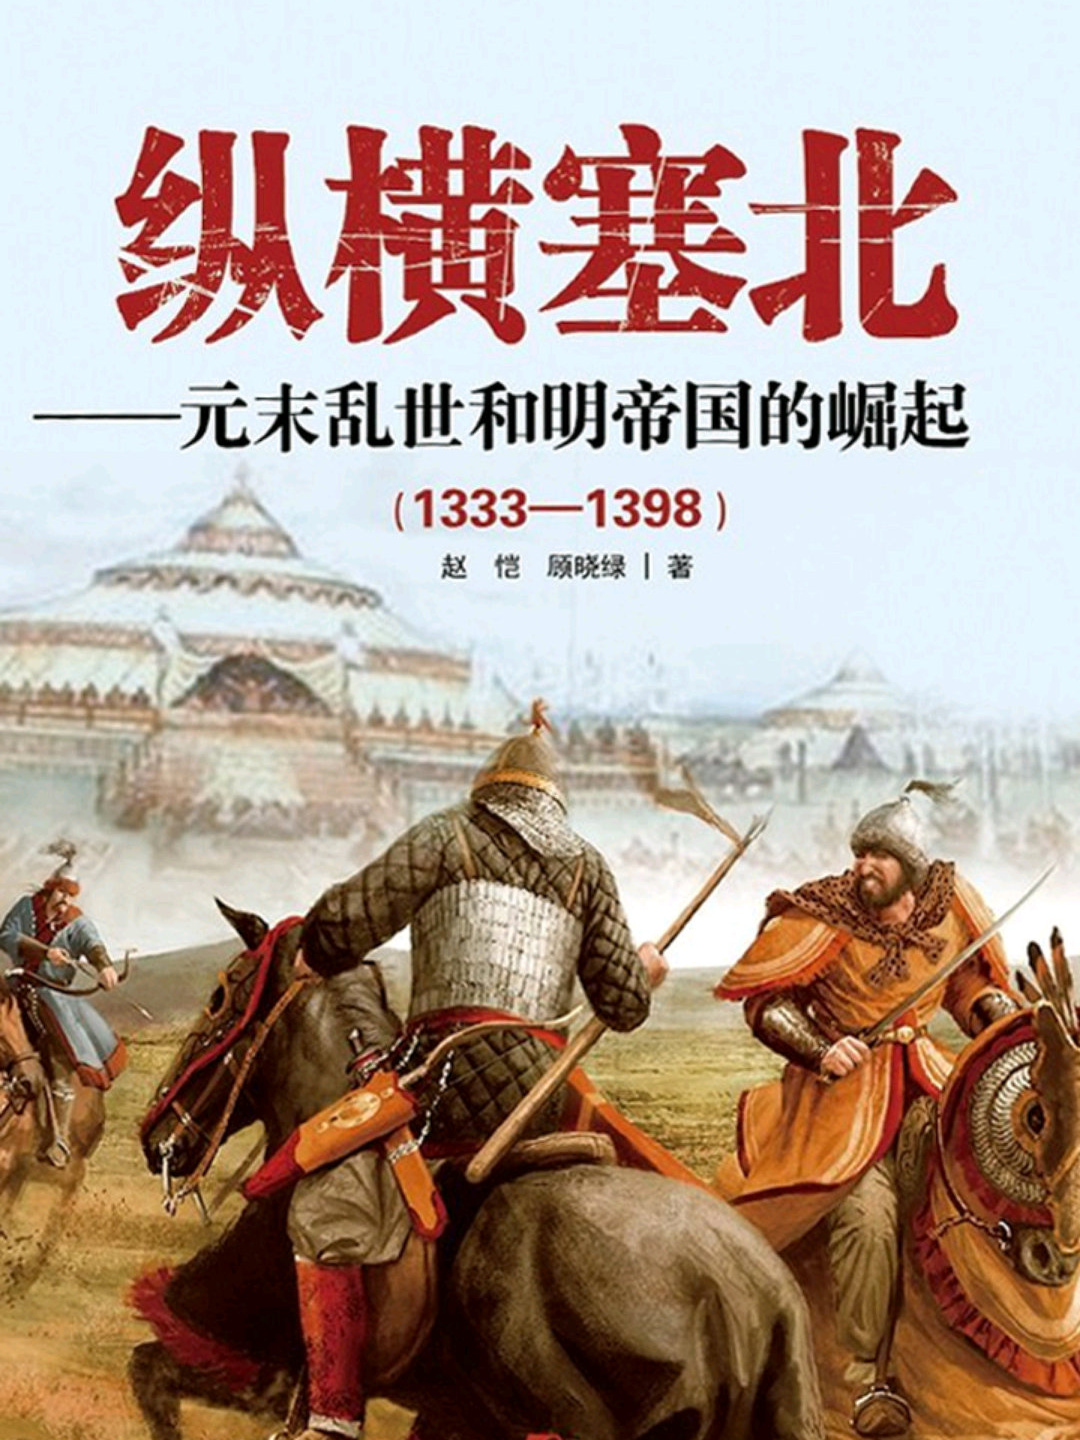 纵横塞北
——元末乱世和明帝国的崛起
（1333—1398）
赵 恺 顾晓绿 | 著